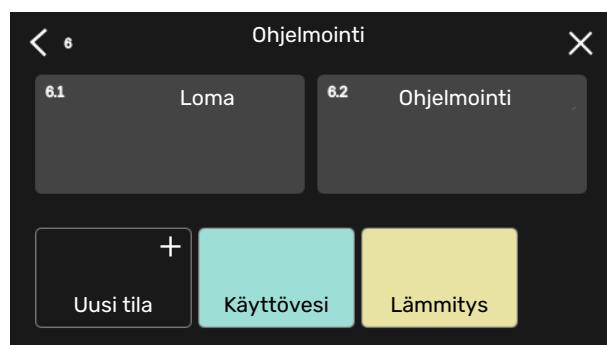 6 Ohjelmointi
6.1 Loma
6.2 Ohjelmointi
Uusi tila
Käyttövesi
Lämmitys